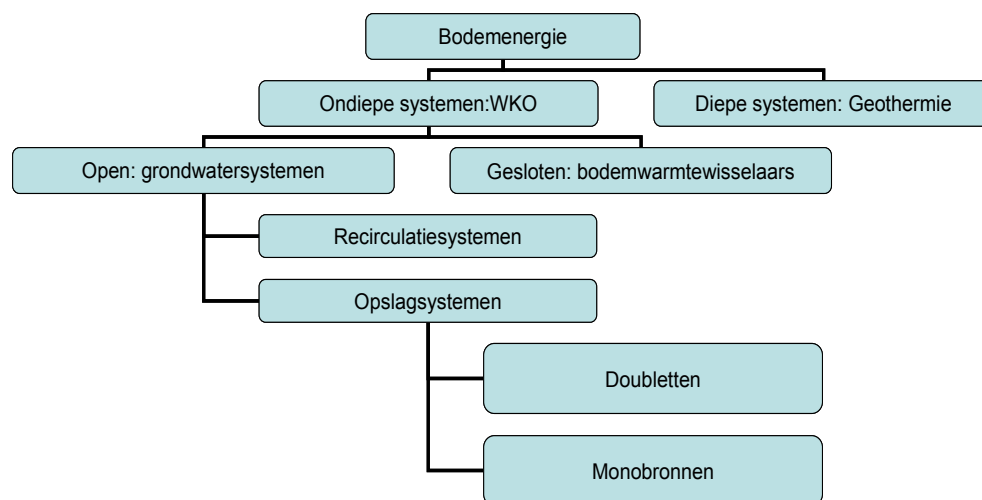 Bodemenergie
Ondiepe systemen:WKO
Diepe systemen: Geothermie
Open: grondwatersystemen
Gesloten: bodemwarmtewisselaars
Recirculatiesystemen
Opslagsystemen
Doubletten
Monobronnen